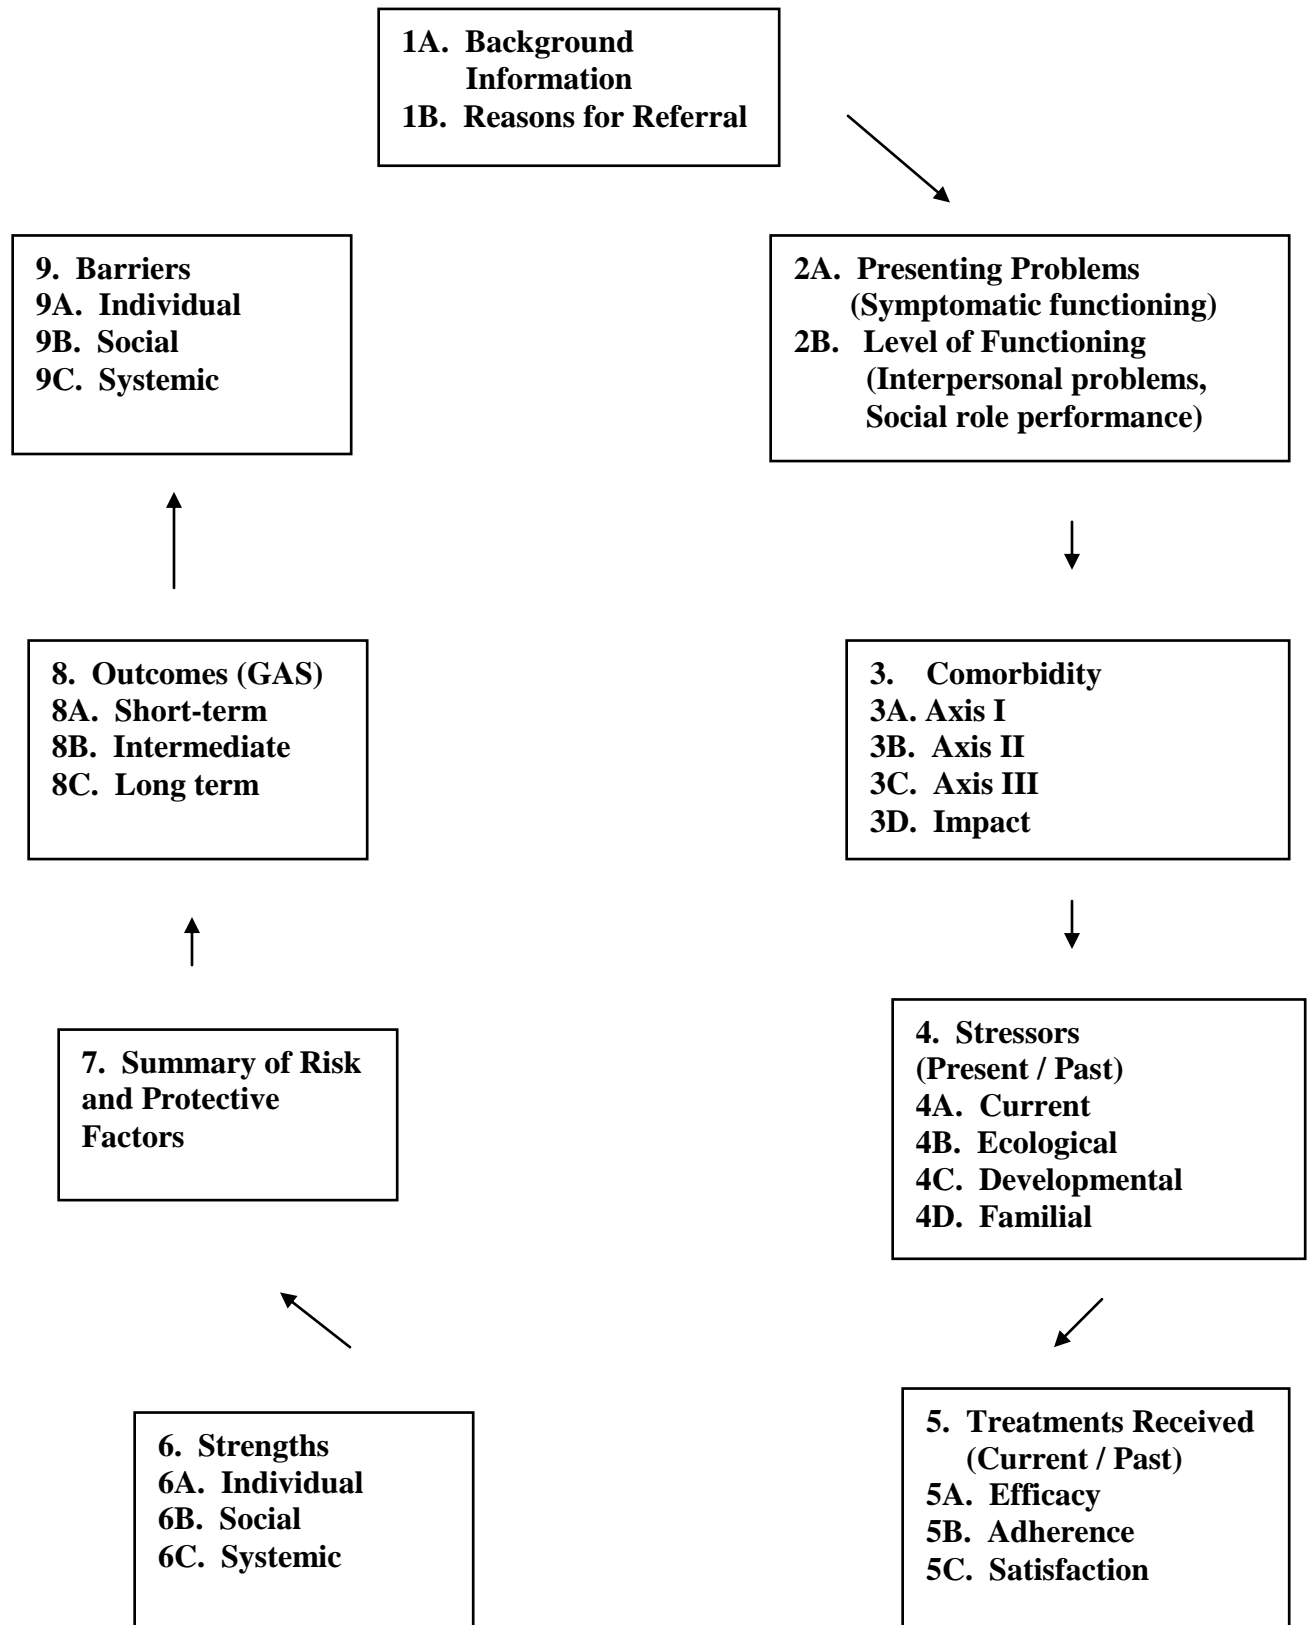 1A. Background
Information
1B. Reasons for Referral
2A. Presenting Problems
(Symptomatic functioning)
2B. Level of Functioning
(Interpersonal problems,
Social role performance)
3. Comorbidity
3A. Axis I
3B. Axis II
3C. Axis III
3D. Impact
4. Stressors
(Present / Past)
4A. Current
4B. Ecological
4C. Developmental
4D. Familial
5. Treatments Received
(Current / Past)
5A. Efficacy
5B. Adherence
5C. Satisfaction
6. Strengths
6A. Individual
6B. Social
6C. Systemic
7. Summary of Risk
and Protective
Factors
8. Outcomes (GAS)
8A. Short-term
8B. Intermediate
8C. Long term
9. Barriers
9A. Individual
9B. Social
9C. Systemic